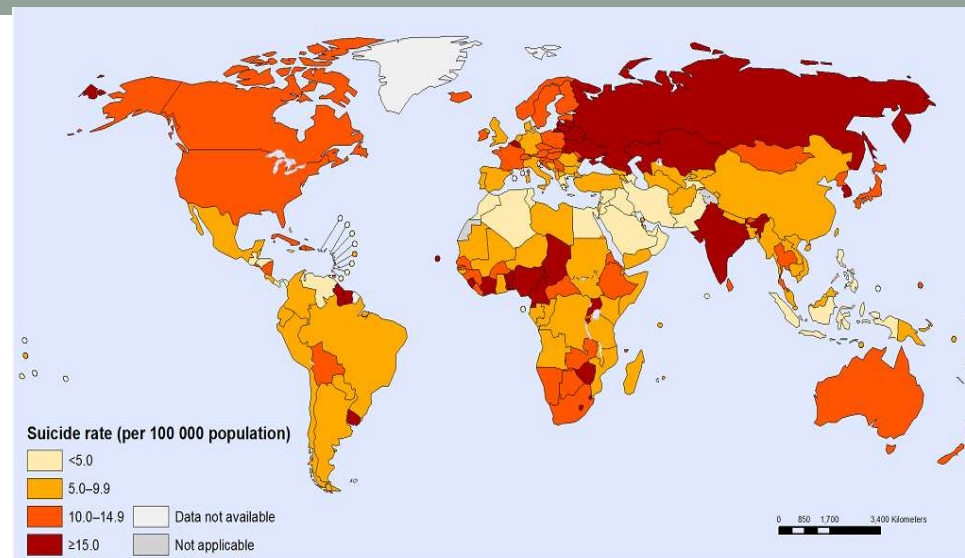 Suicide rate (per 100 000 population)
<5.0
5.0–9.9
10.0–14.9
Data not available
≥15.0
Not applicable
0 850 1,700 3,400 Kilometers